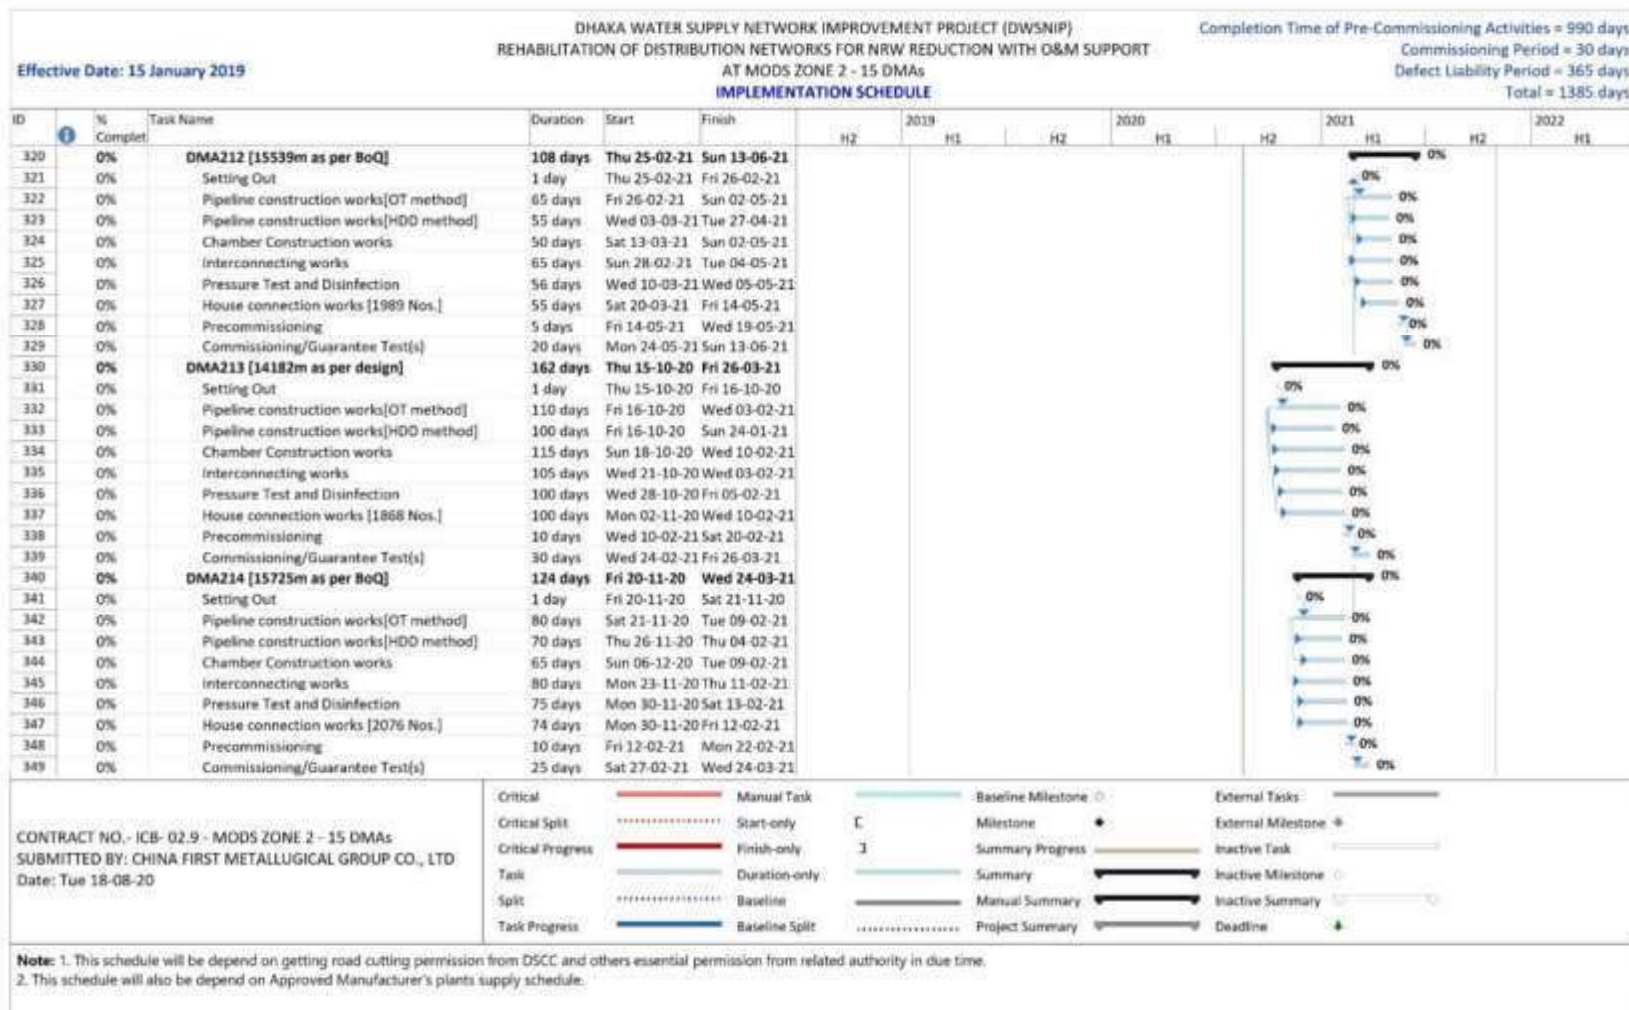 DHAKA WATER SUPPLY NETWORK IMPROVEMENT PROJECT (DWSNIP)
REHABILITATION OF DISTRIBUTION NETWORKS FOR NRW REDUCTION WITH O&M SUPPORT
AT MODS ZONE 2 - 15 DMAs
IMPLEMENTATION SCHEDULE
Effective Date: 15 January 2019
Completion Time of Pre-Commissioning Activities = 990 days
Commissioning Period = 30 days
Defect Liability Period = 365 days
Total = 1385 days
ID % Complet Task Name Duration Start Finish 2019 2020 2021 2022
H2 H1 H2 H1 H2 H1 H2 H1
320 0% DMA212 [15539m as per BoQ] 108 days Thu 25-02-21 Sun 13-06-21 0%
321 0% Setting Out 1 day Thu 25-02-21 Fri 26-02-21 0%
322 0% Pipeline construction works[OT method] 65 days Fri 26-02-21 Sun 02-05-21 0%
323 0% Pipeline construction works[HDD method] 55 days Wed 03-03-21 Tue 27-04-21 0%
324 0% Chamber Construction works 50 days Sat 13-03-21 Sun 02-05-21 0%
325 0% Interconnecting works 65 days Sun 28-02-21 Tue 04-05-21 0%
326 0% Pressure Test and Disinfection 56 days Wed 10-03-21 Wed 05-05-21 0%
327 0% House connection works [1989 Nos.] 55 days Sat 20-03-21 Fri 14-05-21 0%
328 0% Precommissioning 5 days Fri 14-05-21 Wed 19-05-21 0%
329 0% Commissioning/Guarantee Test(s) 20 days Mon 24-05-21 Sun 13-06-21 0%
330 0% DMA213 [14182m as per design] 162 days Thu 15-10-20 Fri 26-03-21 0%
331 0% Setting Out 1 day Thu 15-10-20 Fri 16-10-20 0%
332 0% Pipeline construction works[OT method] 110 days Fri 16-10-20 Wed 03-02-21 0%
333 0% Pipeline construction works[HDD method] 100 days Fri 16-10-20 Sun 24-01-21 0%
334 0% Chamber Construction works 115 days Sun 18-10-20 Wed 10-02-21 0%
335 0% Interconnecting works 105 days Wed 21-10-20 Wed 03-02-21 0%
336 0% Pressure Test and Disinfection 100 days Wed 28-10-20 Fri 05-02-21 0%
337 0% House connection works [1868 Nos.] 100 days Mon 02-11-20 Wed 10-02-21 0%
338 0% Precommissioning 10 days Wed 10-02-21 Sat 20-02-21 0%
339 0% Commissioning/Guarantee Test(s) 30 days Wed 24-02-21 Fri 26-03-21 0%
340 0% DMA214 [15725m as per BoQ] 124 days Fri 20-11-20 Wed 24-03-21 0%
341 0% Setting Out 1 day Fri 20-11-20 Sat 21-11-20 0%
342 0% Pipeline construction works[OT method] 80 days Sat 21-11-20 Tue 09-02-21 0%
343 0% Pipeline construction works[HDD method] 70 days Thu 26-11-20 Thu 04-02-21 0%
344 0% Chamber Construction works 65 days Sun 06-12-20 Tue 09-02-21 0%
345 0% Interconnecting works 80 days Mon 23-11-20 Thu 11-02-21 0%
346 0% Pressure Test and Disinfection 75 days Mon 30-11-20 Sat 13-02-21 0%
347 0% House connection works [2076 Nos.] 74 days Mon 30-11-20 Fri 12-02-21 0%
348 0% Precommissioning 10 days Fri 12-02-21 Mon 22-02-21 0%
349 0% Commissioning/Guarantee Test(s) 25 days Sat 27-02-21 Wed 24-03-21 0%
CONTRACT NO.- ICB- 02.9 - MODS ZONE 2 - 15 DMAs
SUBMITTED BY: CHINA FIRST METALLUGICAL GROUP CO., LTD
Date: Tue 18-08-20
Critical Manual Task Baseline Milestone External Tasks
Critical Split Start-only Milestone External Milestone
Critical Progress Finish-only Summary Progress Inactive Task
Task Duration-only Summary Inactive Milestone
Split Baseline Manual Summary Inactive Summary
Task Progress Baseline Split Project Summary Deadline
Note: 1. This schedule will be depend on getting road cutting permission from DSCC and others essential permission from related authority in due time.
2. This schedule will also be depend on Approved Manufacturer's plants supply schedule.